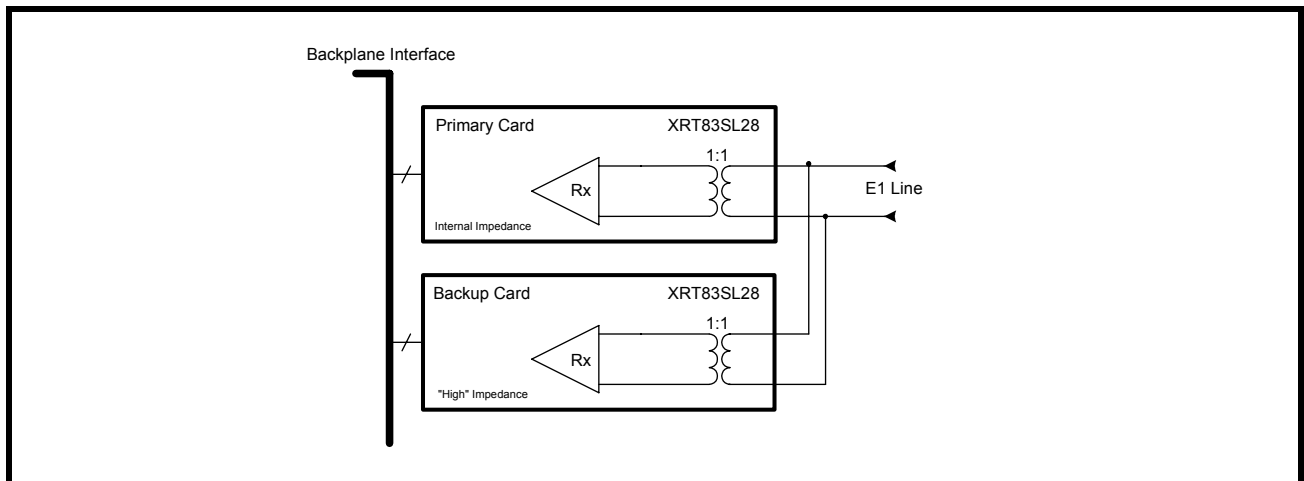 Backplane Interface
Primary Card XRT83SL28
1:1
Rx
E1 Line
Internal Impedance
Backup Card XRT83SL28
1:1
Rx
"High" Impedance